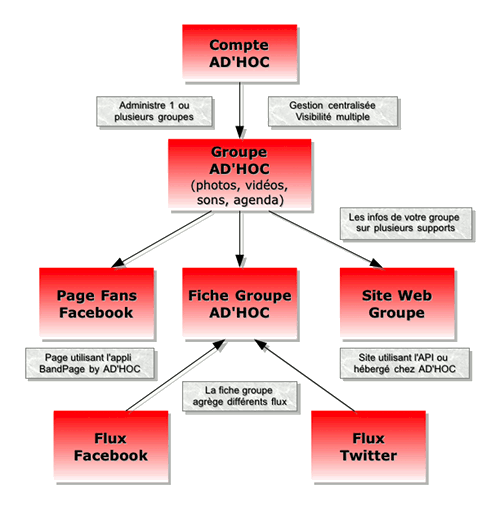 Compte
AD'HOC
Administre 1 ou
plusieurs groupes
Gestion centralisée
Visibilité multiple
Groupe
AD'HOC
(photos, vidéos,
sons, agenda)
Les infos de votre groupe
sur plusieurs supports
Page Fans
Facebook
Fiche Groupe
AD'HOC
Site Web
Groupe
Page utilisant l'appli
BandPage by AD'HOC
Site utilisant l'API ou
hébergé chez AD'HOC
La fiche groupe
agrège différents flux
Flux
Facebook
Flux
Twitter